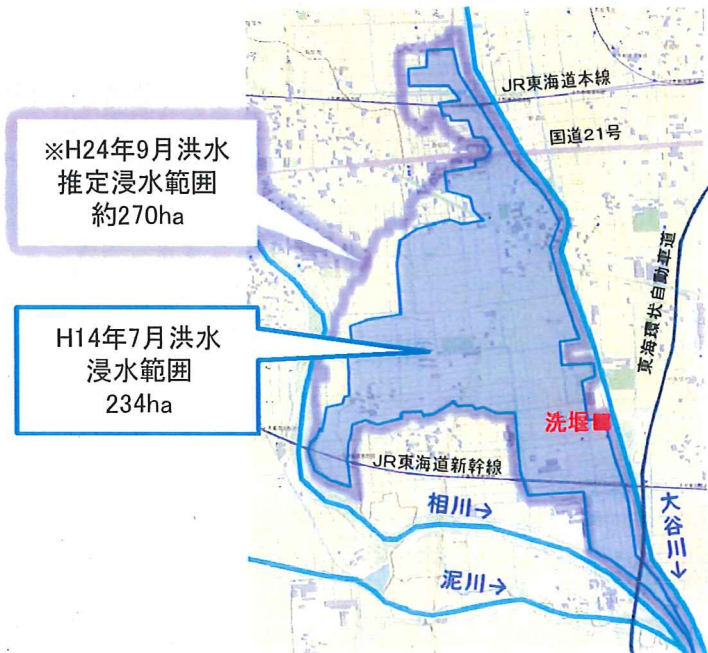 JR東海道本線
国道21号
※H24年9月洪水
推定浸水範囲
約270ha
東海環状自動車道
H14年7月洪水
浸水範囲
234ha
洗堰
JR東海道新幹線
相川→
大谷川→
泥川→